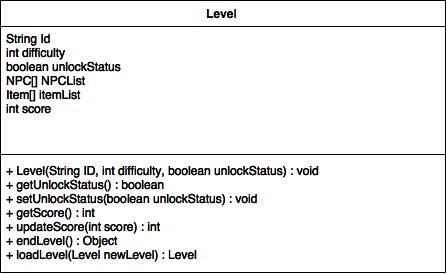 Level
String Id
int difficulty
boolean unlockStatus
NPC[] NPCList
Item[] itemList
int score
+ Level(String ID, int difficulty, boolean unlockStatus) : void
+ getUnlockStatus() : boolean
+ setUnlockStatus(boolean unlockStatus) : void
+ getScore() : int
+ updateScore(int score) : int
+ endLevel() : Object
+ loadLevel(Level newLevel) : Level